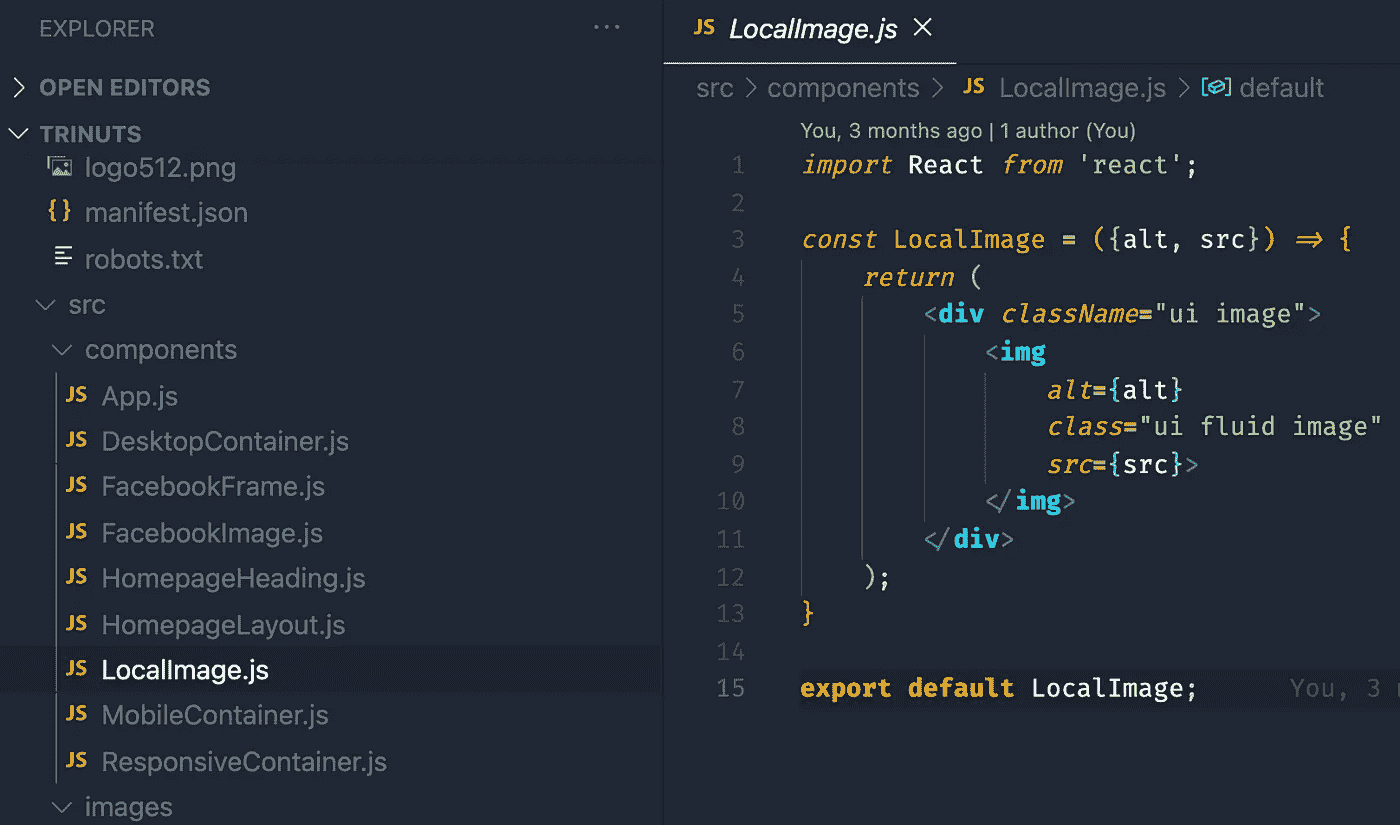 EXPLORER ...
OPEN EDITORS
TRINUTS
logo512.png
{} manifest.json
robots.txt
src
components
JS App.js
JS DesktopContainer.js
JS FacebookFrame.js
JS FacebookImage.js
JS HomepageHeading.js
JS HomepageLayout.js
JS LocalImage.js
JS MobileContainer.js
JS ResponsiveContainer.js
images
JS LocalImage.js ×
src > components > JS LocalImage.js > default
You, 3 months ago | 1 author (You)
1 import React from 'react';
2
3 const LocalImage = ({alt, src}) => {
4 return (
5 <div className="ui image">
6 <img
7 alt={alt}
8 class="ui fluid image"
9 src={src}>
10 </img>
11 </div>
12 );
13 }
14
15 export default LocalImage; You, 3